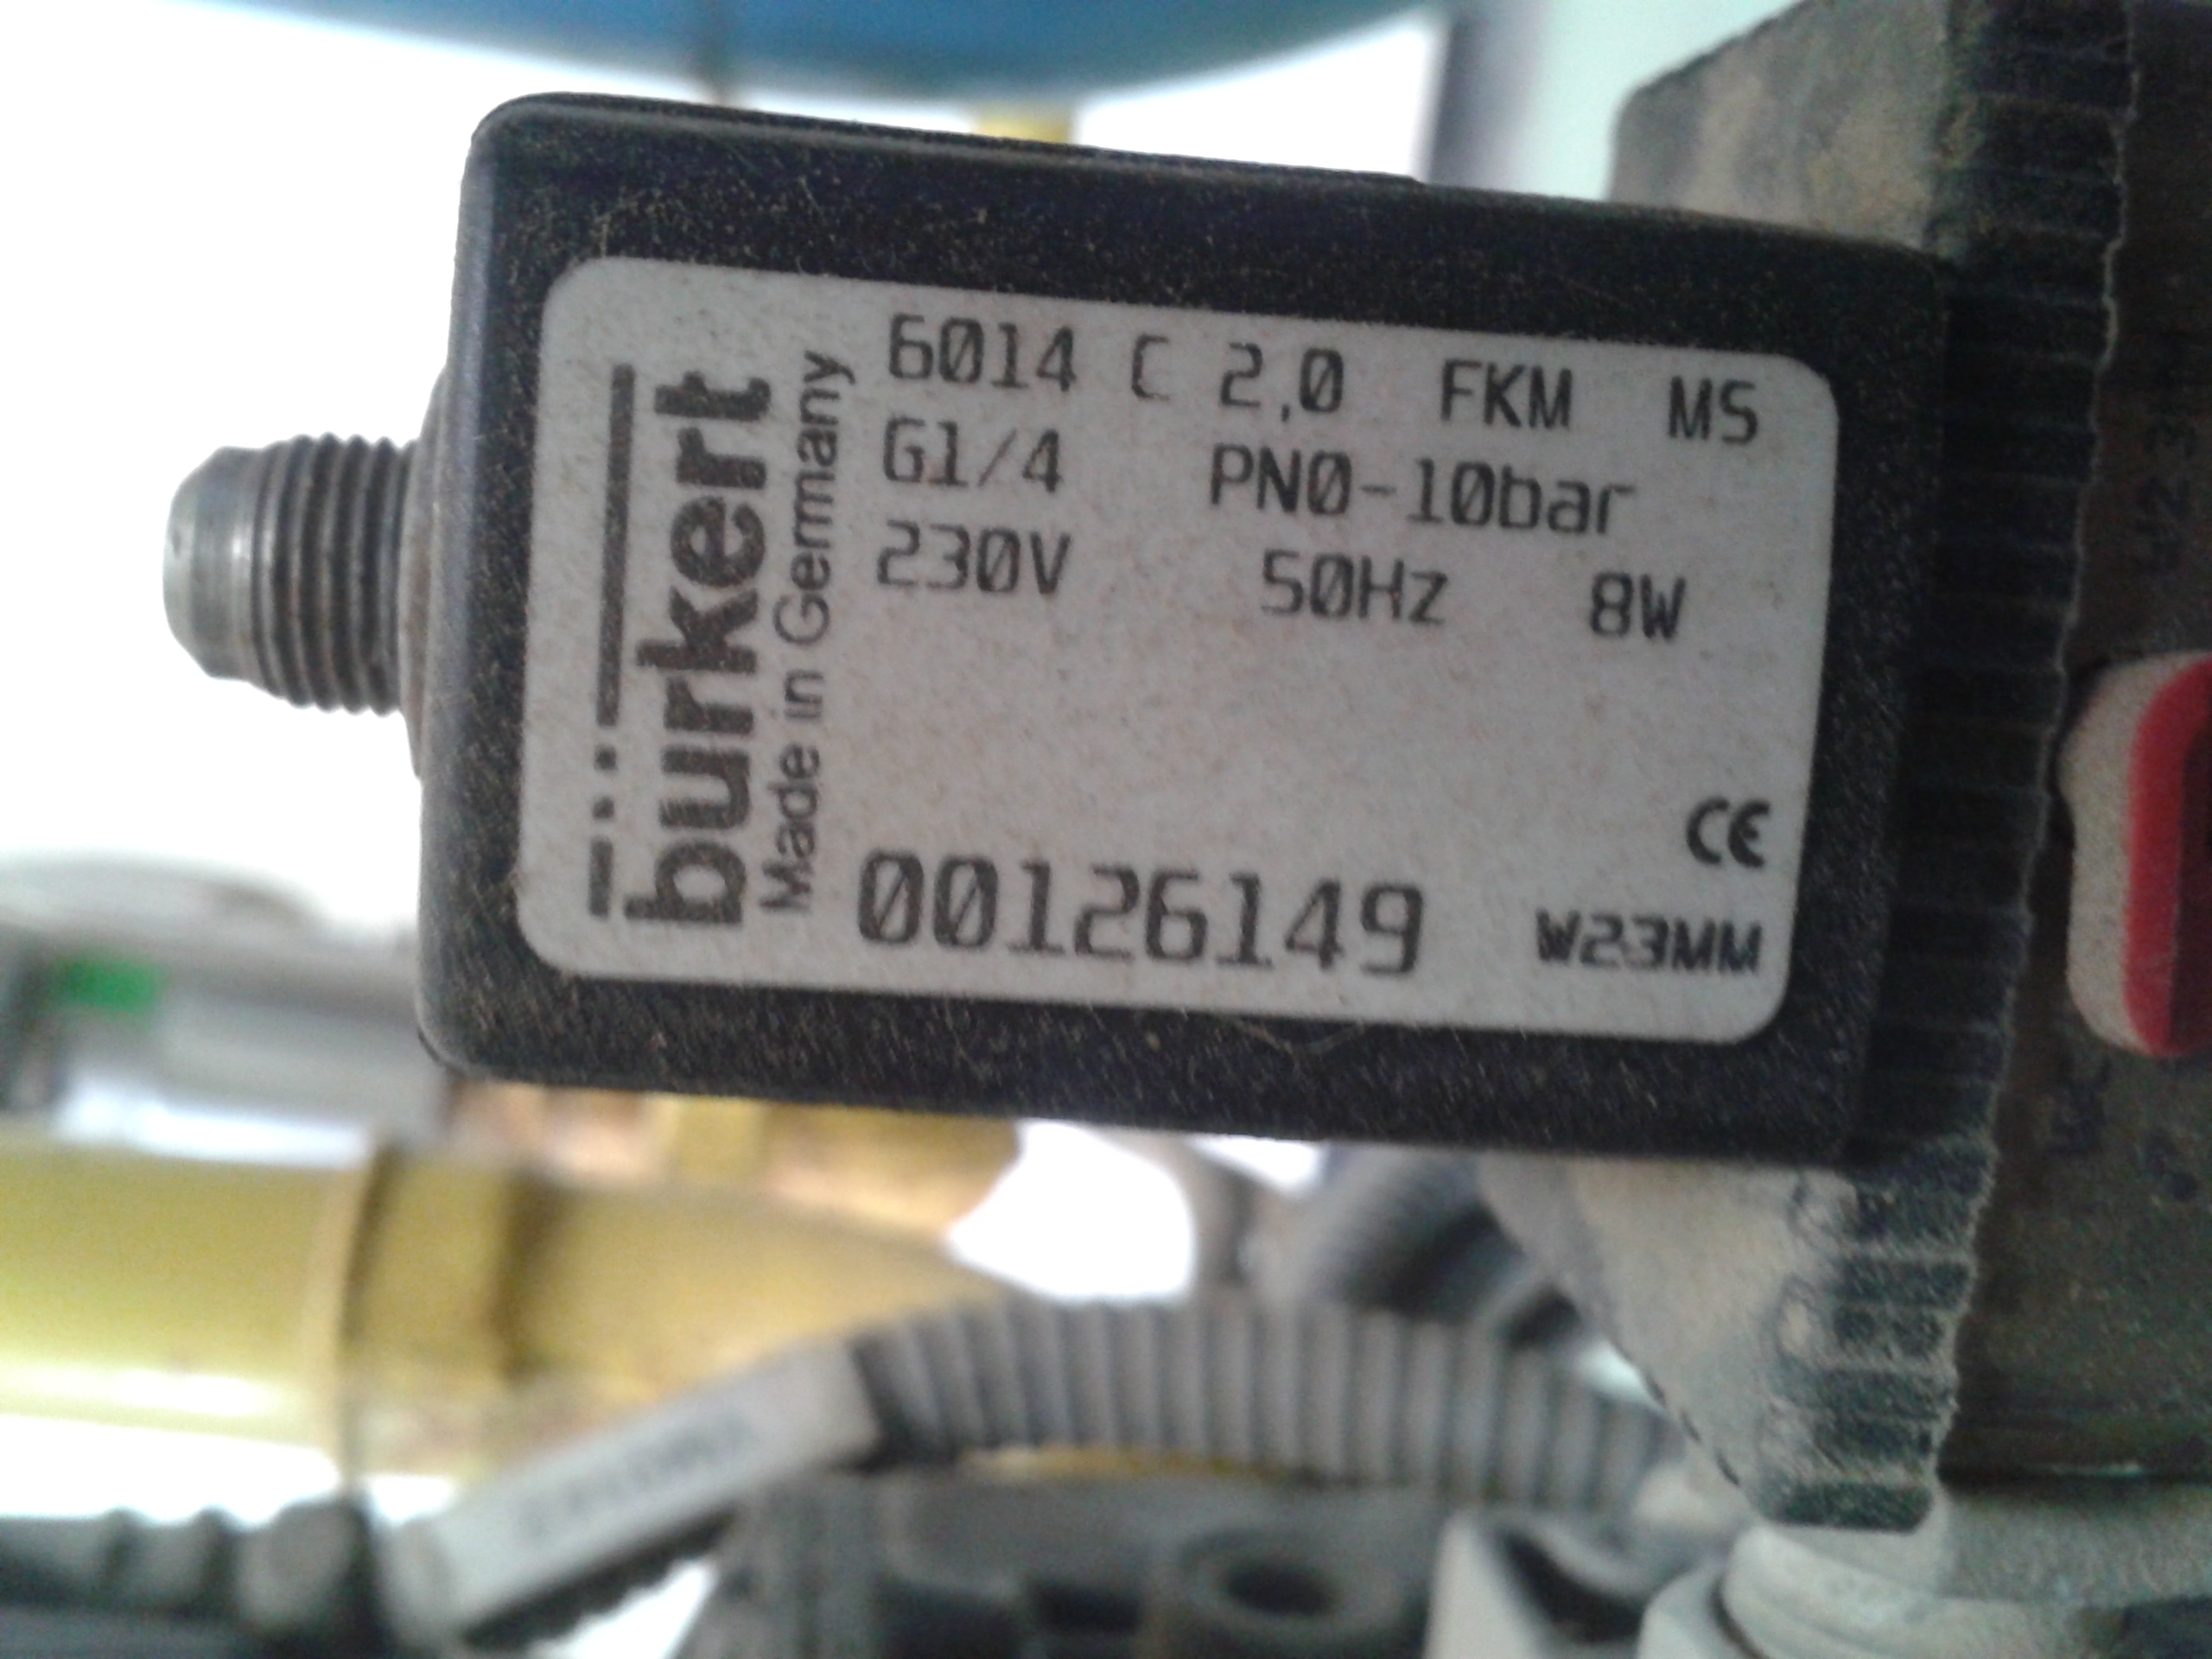 bürkert
Made in Germany
6014 C 2,0 FKM MS
G1/4 PN0-10bar
230V 50Hz 8W
CE
00126149 W23MM